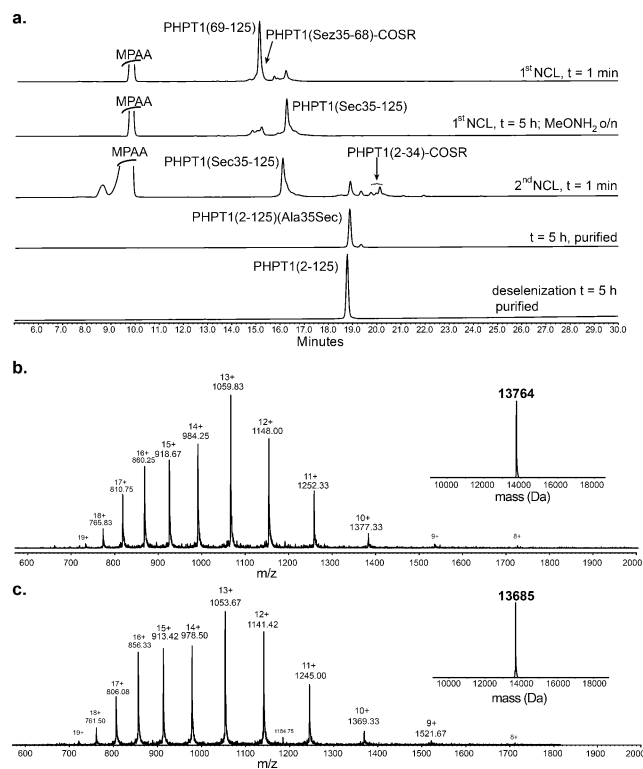 a.
PHPT1(69-125)
PHPT1(Sez35-68)-COSR
MPAA
1st NCL, t = 1 min
MPAA
PHPT1(Sec35-125)
1st NCL, t = 5 h; MeONH2 o/n
MPAA
PHPT1(Sec35-125)
PHPT1(2-34)-COSR
2nd NCL, t = 1 min
PHPT1(2-125)(Ala35Sec)
t = 5 h, purified
PHPT1(2-125)
deselenization t = 5 h
purified
5.0 6.0 7.0 8.0 9.0 10.0 11.0 12.0 13.0 14.0 15.0 16.0 17.0 18.0 19.0 20.0 21.0 22.0 23.0 24.0 25.0 26.0 27.0 28.0 29.0 30.0
Minutes
b.
13+
1059.83
14+
984.25
12+
1148.00
15+
918.67
16+
860.25
17+
810.75
18+
765.83
19+
11+
1252.33
10+
1377.33
9+
8+
13764
10000 12000 14000 16000 18000
mass (Da)
600 700 800 900 1000 1100 1200 1300 1400 1500 1600 1700 1800 1900 2000
m/z
c.
13+
1053.67
12+
1141.42
14+
978.50
15+
913.42
16+
856.33
17+
806.08
18+
761.50
19+
1184.75
11+
1245.00
10+
1369.33
9+
1521.67
8+
13685
10000 12000 14000 16000 18000
mass (Da)
600 700 800 900 1000 1100 1200 1300 1400 1500 1600 1700 1800 1900 2000
m/z